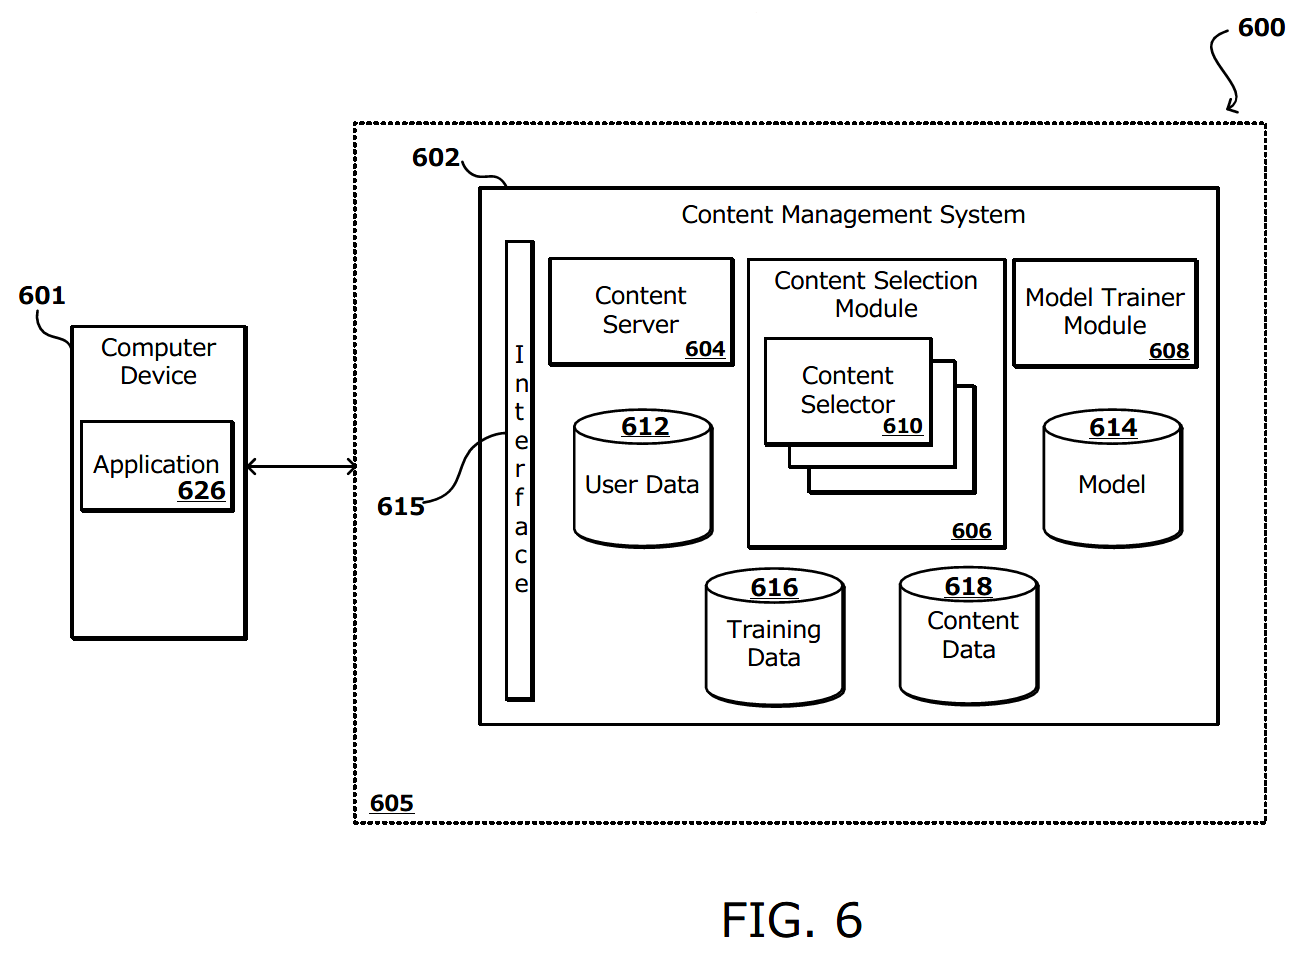 600
602
Content Management System
601
Computer
Device
Application
626
Interface
615
Content
Server
604
Content Selection
Module
Content
Selector
610
606
Model Trainer
Module
608
612
User Data
614
Model
616
Training
Data
618
Content
Data
605
FIG. 6